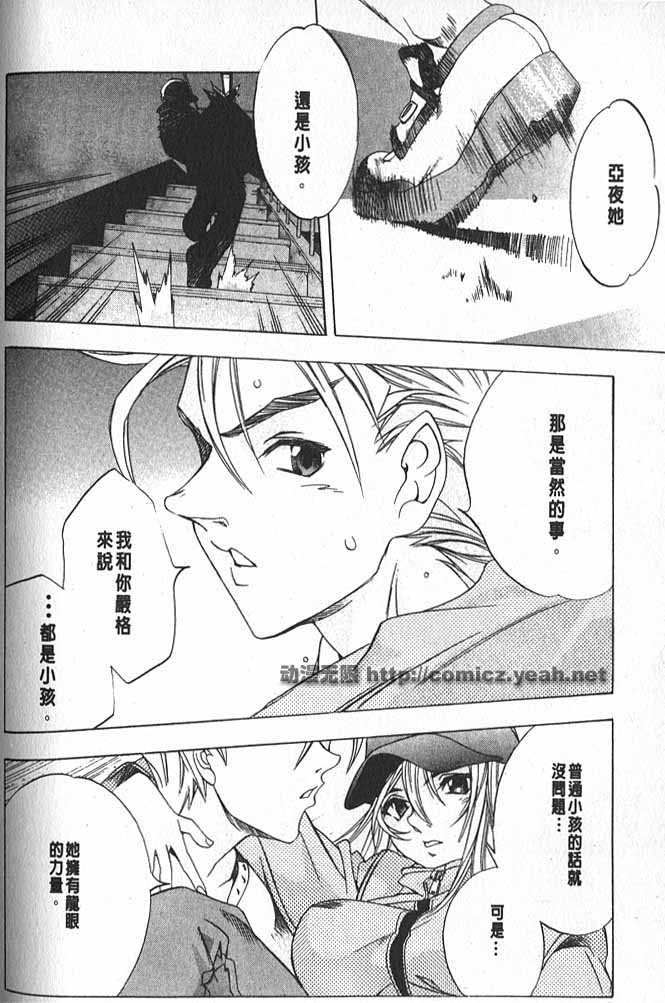 亞夜她
還是小孩。
那是當然的事。
我和你嚴格
來說
…都是小孩。
动漫无限 http://comicz.yeah.net
普通小孩的話就
沒問題…
可是…
她擁有龍眼
的力量。